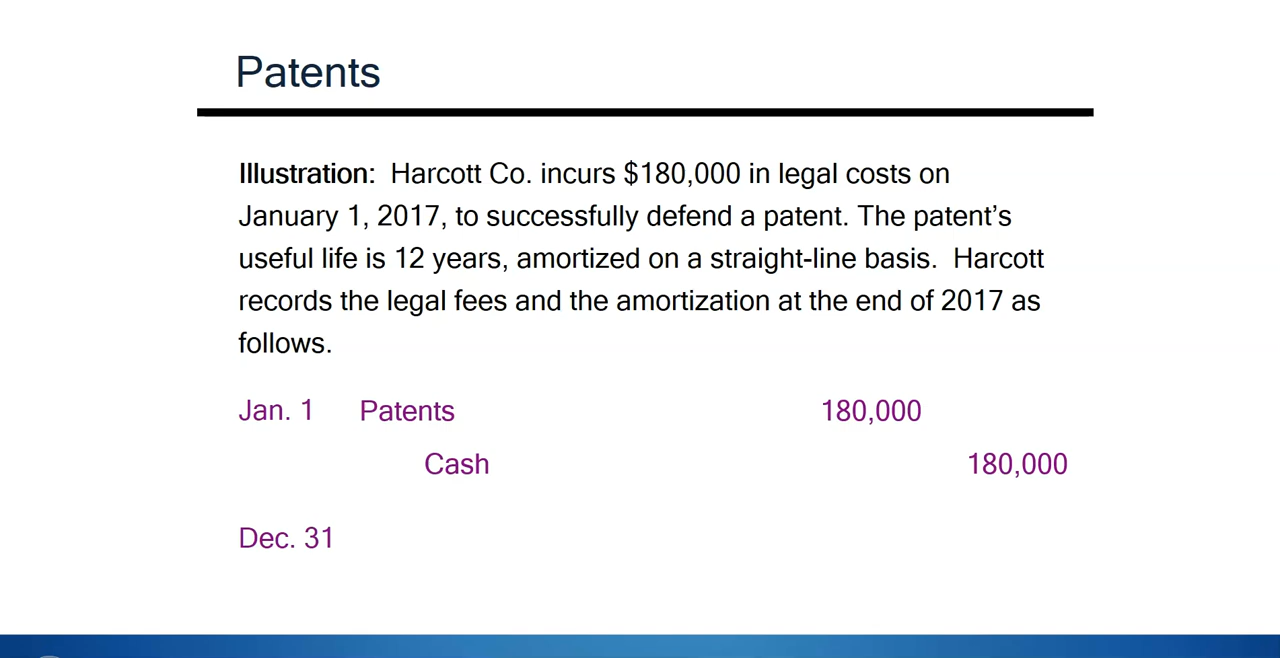 Patents
Illustration: Harcott Co. incurs $180,000 in legal costs on
January 1, 2017, to successfully defend a patent. The patent’s
useful life is 12 years, amortized on a straight-line basis. Harcott
records the legal fees and the amortization at the end of 2017 as
follows.
Jan. 1 Patents 180,000
Cash 180,000
Dec. 31